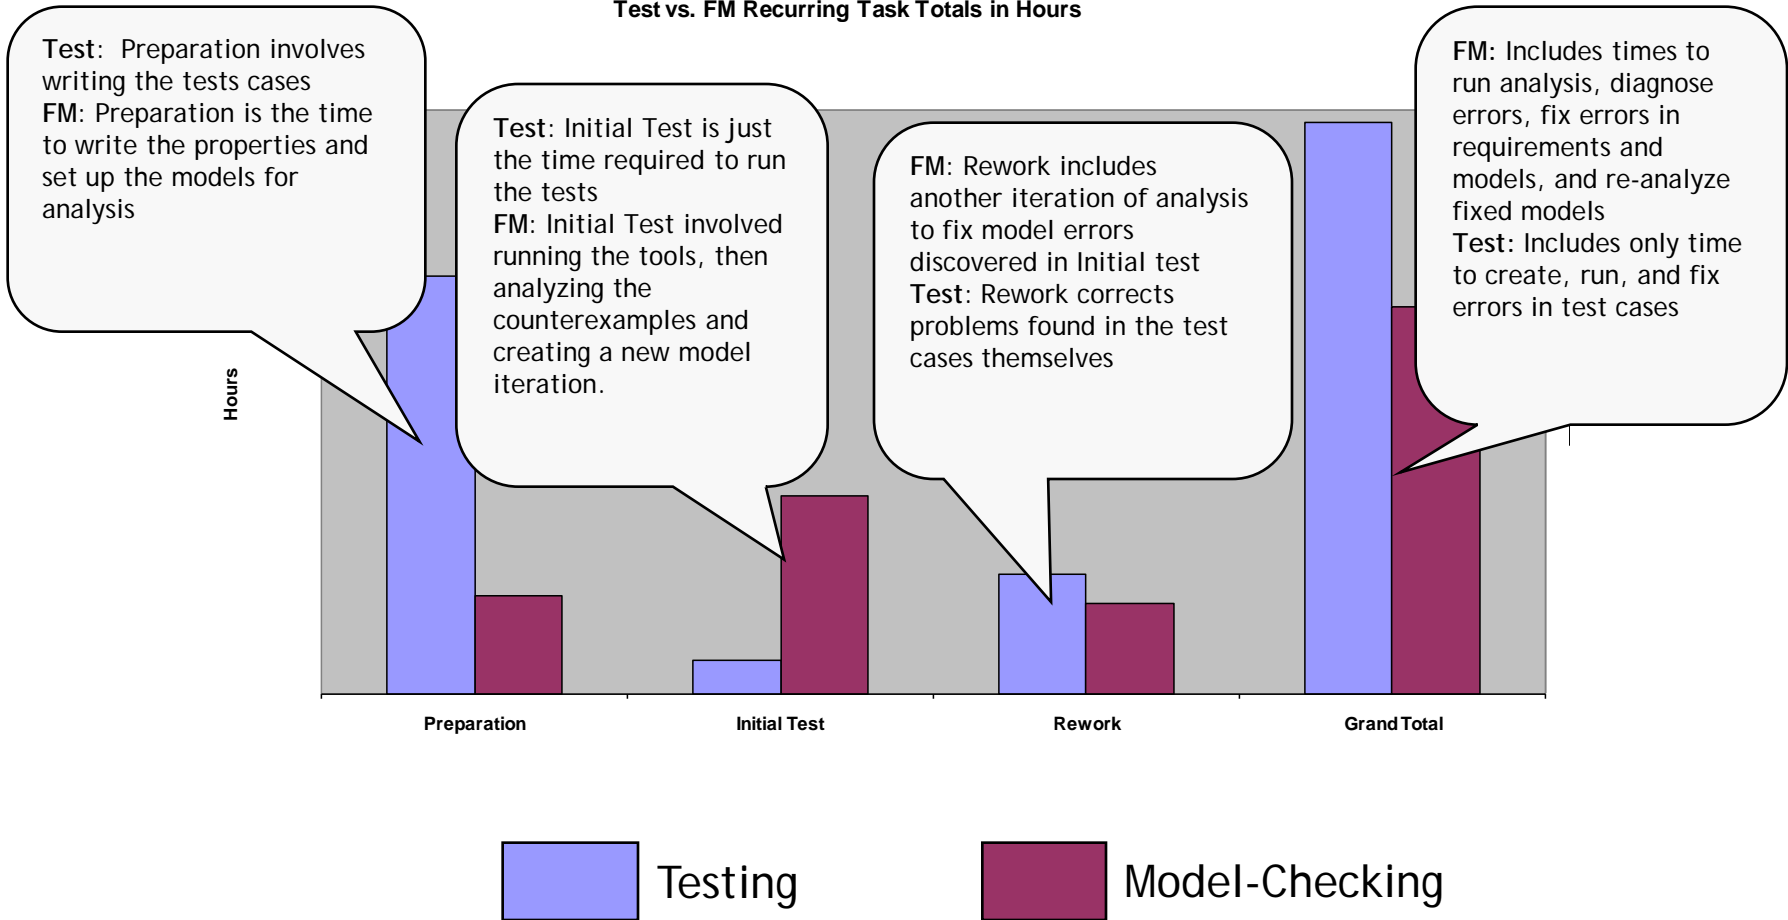 Test vs. FM Recurring Task Totals in Hours
Test:  Preparation involves
writing the tests cases
FM: Preparation is the time
to write the properties and
set up the models for
analysis
Test: Initial Test is just
the time required to run
the tests
FM: Initial Test involved
running the tools, then
analyzing the
counterexamples and
creating a new model
iteration.
FM: Rework includes
another iteration of analysis
to fix model errors
discovered in Initial test
Test: Rework corrects
problems found in the test
cases themselves
FM: Includes times to
run analysis, diagnose
errors, fix errors in
requirements and
models, and re-analyze
fixed models
Test: Includes only time
to create, run, and fix
errors in test cases
Hours
Preparation
Initial Test
Rework
Grand Total
Testing
Model-Checking